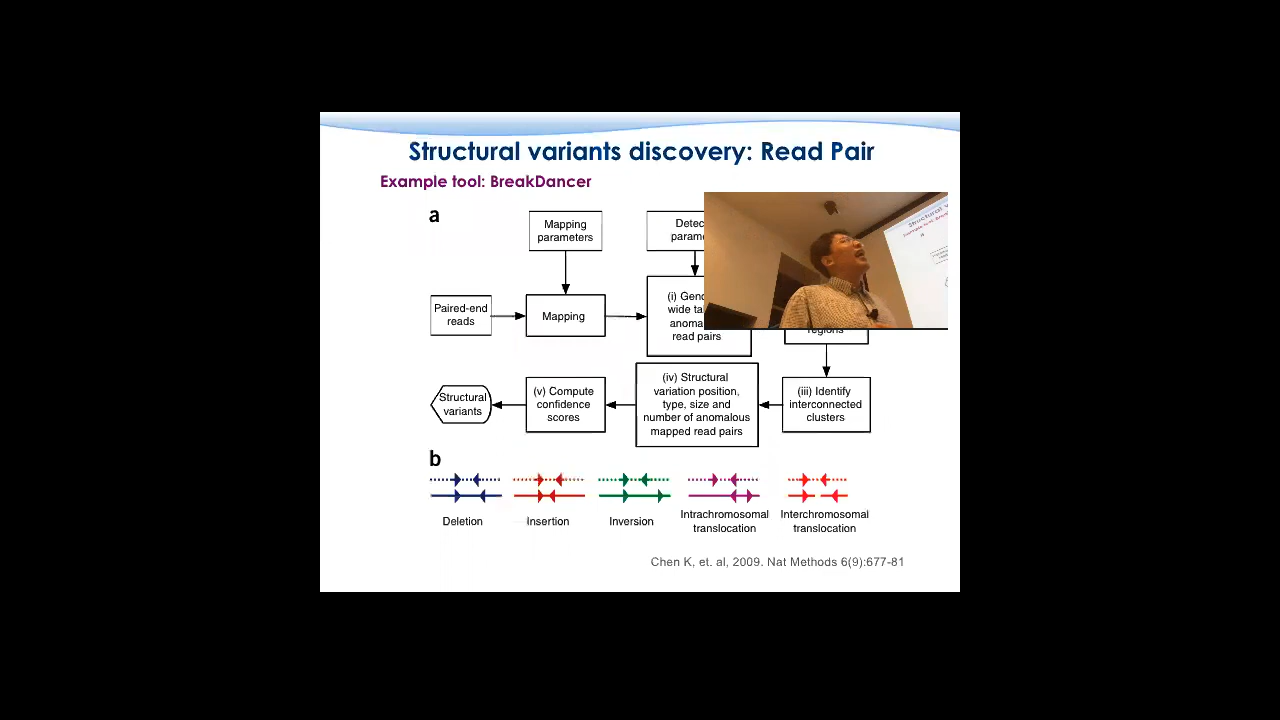 Structural variants discovery: Read Pair
Example tool: BreakDancer
a
Mapping
parameters
Paired-end
reads
Mapping
(i)
wide
read pairs
regions
(iii) Identify
interconnected
clusters
(iv) Structural
variation position,
type, size and
number of anomalous
mapped read pairs
(v) Compute
confidence
scores
Structural
variants
b
Deletion
Insertion
Inversion
Intrachromosomal
translocation
Interchromosomal
translocation
Chen K, et. al, 2009. Nat Methods 6(9):677-81